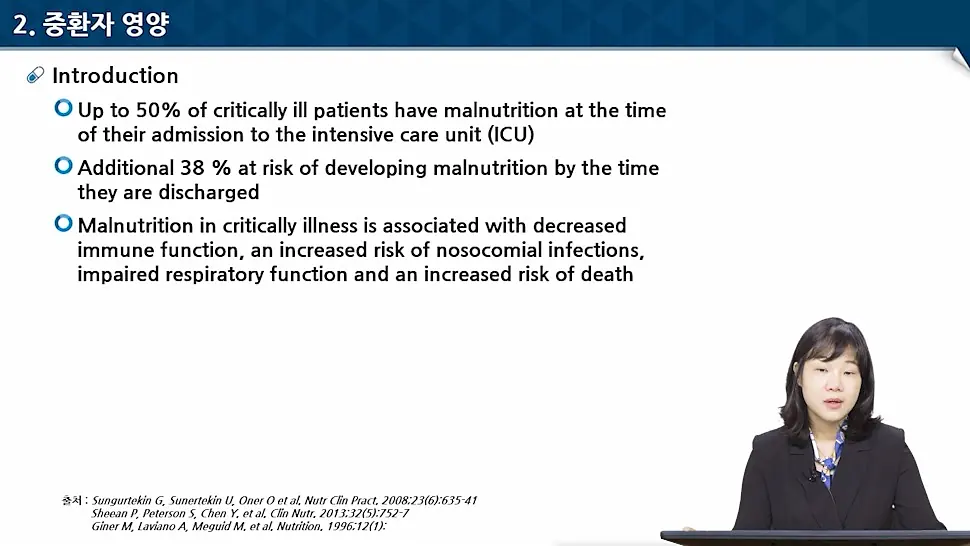 2. 중환자 영양
Introduction
Up to 50% of critically ill patients have malnutrition at the time
of their admission to the intensive care unit (ICU)
Additional 38 % at risk of developing malnutrition by the time
they are discharged
Malnutrition in critically illness is associated with decreased
immune function, an increased risk of nosocomial infections,
impaired respiratory function and an increased risk of death
출처 : Sungurtekin G, Sunertekin U, Oner O et al, Nutr Clin Pract, 2008;23(6):635-41
Sheean P, Peterson S, Chen Y, et al, Clin Nutr, 2013;32(5):752-7
Giner M, Laviano A, Meguid M, et al, Nutrition, 1996;12(1):